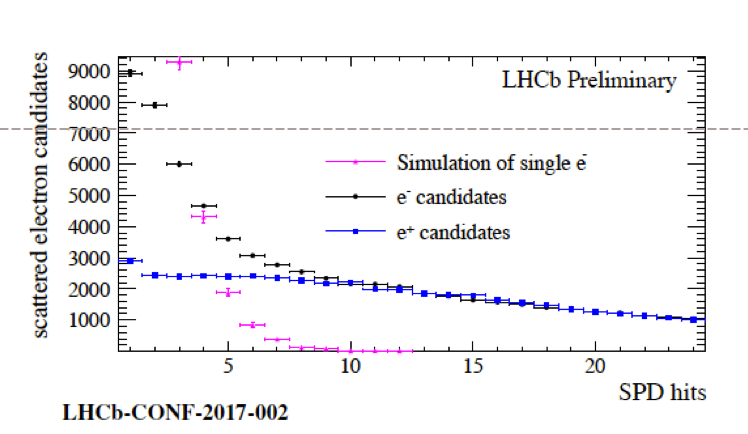 scattered electron candidates
9000
8000
7000
6000
5000
4000
3000
2000
1000
LHCb Preliminary
Simulation of single e⁻
e⁻ candidates
e⁺ candidates
5 10 15 20
SPD hits
LHCb-CONF-2017-002